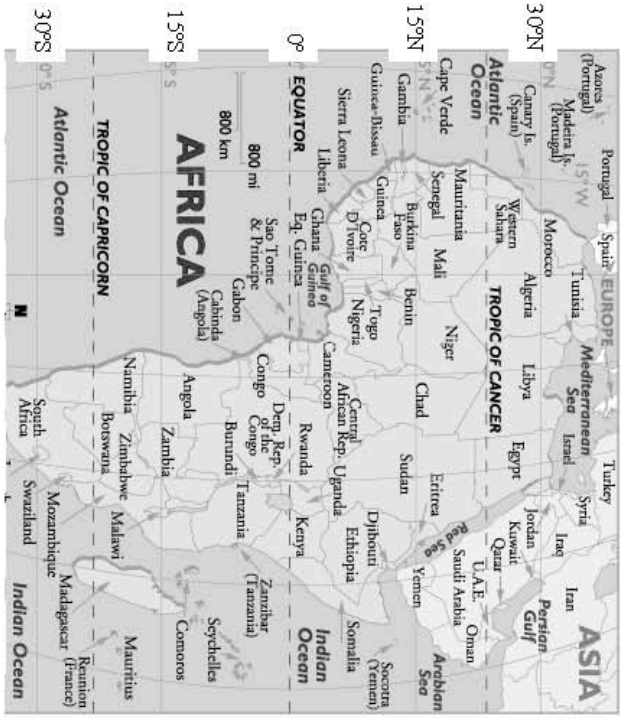 ASIA
EUROPE
Portugal
Spain
Turkey
Azores
(Portugal)
Syria
Madeira Is.
(Portugal)
15°W
Tunisia
Mediterranean
Sea
Israel
Iraq
Iran
30°N
0°N
Canary Is.
(Spain)
Morocco
Algeria
Libya
Egypt
Jordan
Kuwait
Qatar
Persian
Gulf
Western
Sahara
Atlantic
Ocean
TROPIC OF CANCER
U.A.E.
Saudi Arabia
Oman
Mauritania
Cape Verde
Senegal
Mali
Niger
Eritrea
Red Sea
Arabian
Sea
15°N
5°N
Gambia
Burkina
Faso
Benin
Chad
Sudan
Yemen
Guinea-Bissau
Guinea
Togo
Djibouti
Socotra
(Yemen)
Sierra Leona
Cote
D'Ivoire
Nigeria
Central
African Rep.
Ethiopia
Somalia
Liberia
Ghana
Gulf of
Guinea
Cameroon
Uganda
Indian
Ocean
0°
EQUATOR
Eq. Guinea
Rwanda
Kenya
Sao Tome
& Principe
Congo
Dem. Rep.
of the
Congo
Zanzibar
(Tanzania)
800 mi
800 km
Gabon
Cabinda
(Angola)
Burundi
Tanzania
Seychelles
AFRICA
Angola
Comoros
15°S
5°S
Zambia
Malawi
TROPIC OF CAPRICORN
Namibia
Zimbabwe
Botswana
Mauritius
Reunion
(France)
Madagascar
Mozambique
Atlantic Ocean
30°S
0°S
South
Africa
Swaziland
Indian Ocean
N